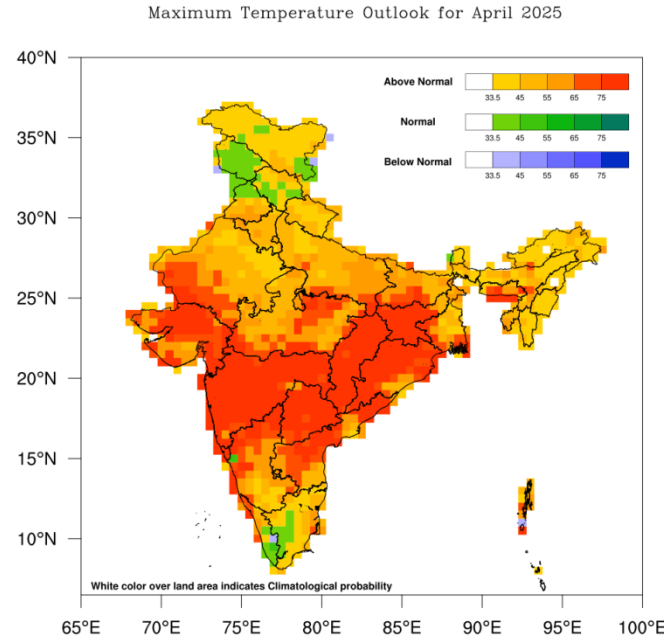 Maximum Temperature Outlook for April 2025
40°N
35°N
30°N
25°N
20°N
15°N
10°N
Above Normal
33.5 45 55 65 75
Normal
33.5 45 55 65 75
Below Normal
33.5 45 55 65 75
White color over land area indicates Climatological probability
65°E 70°E 75°E 80°E 85°E 90°E 95°E 100°E